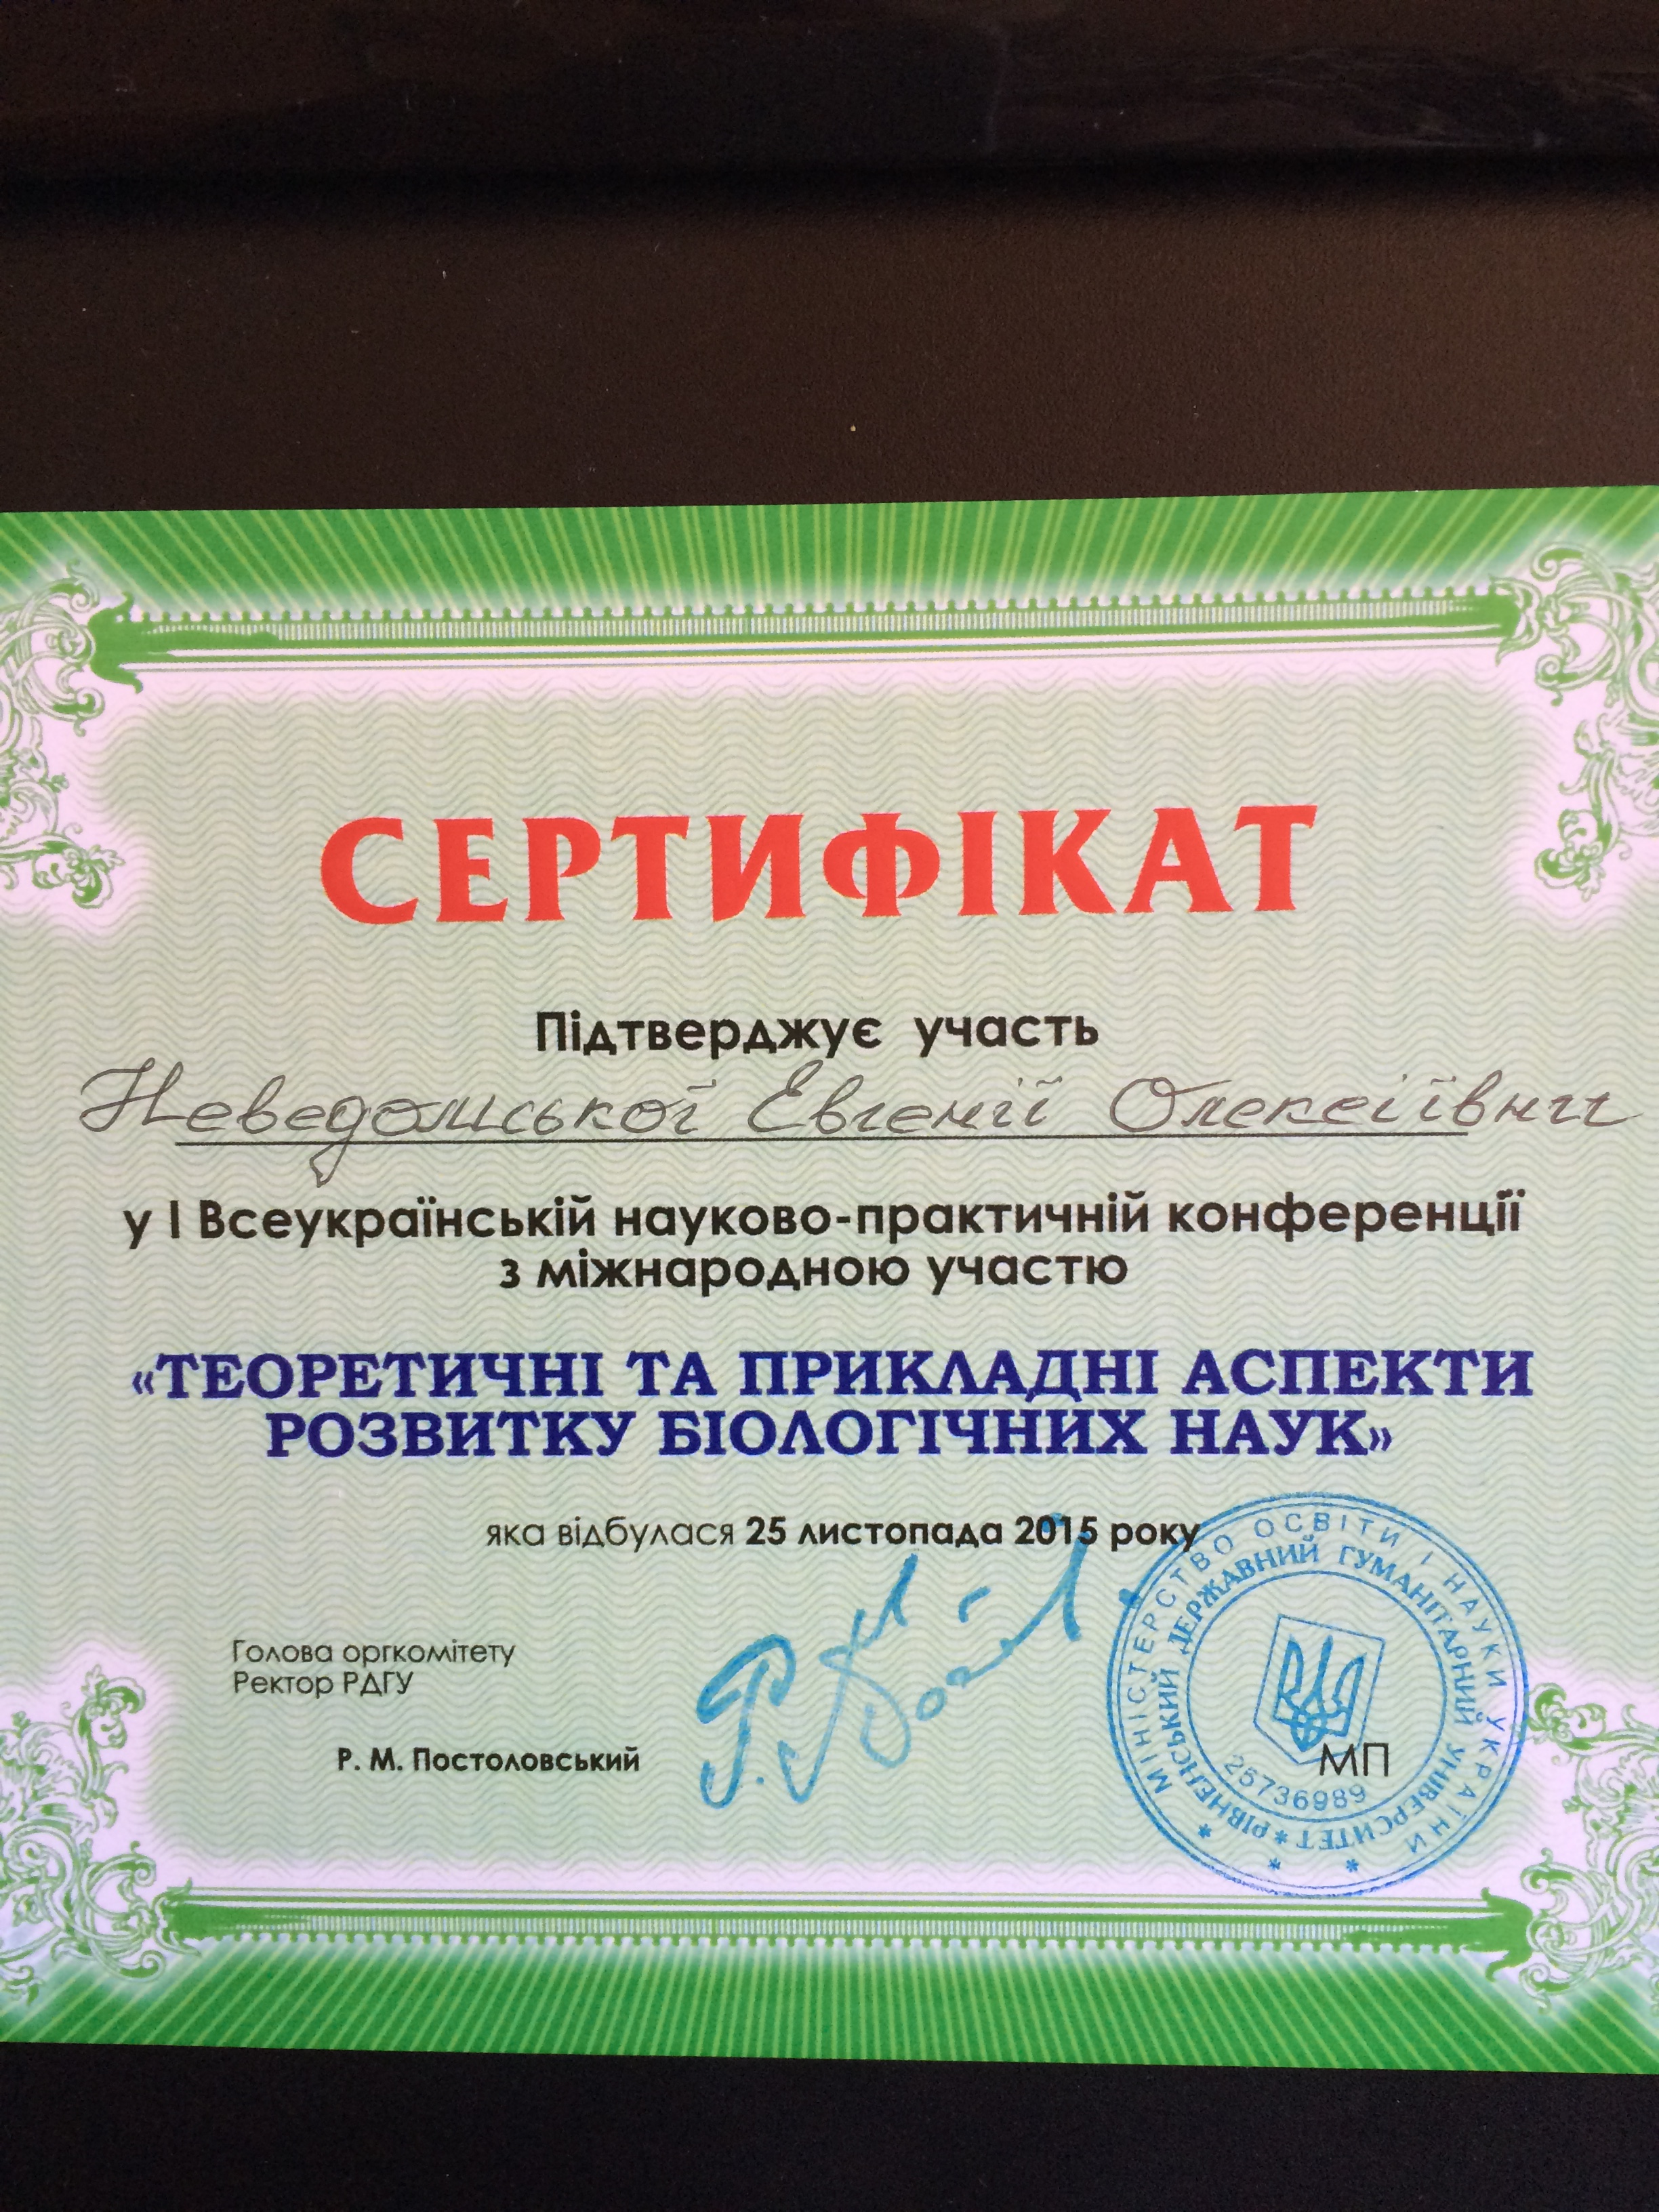 СЕРТИФІКАТ
Підтверджує участь
Неведомської Евгенії Олексіївни
у І Всеукраїнській науково-практичній конференції
з міжнародною участю
«ТЕОРЕТИЧНІ ТА ПРИКЛАДНІ АСПЕКТИ
РОЗВИТКУ БІОЛОГІЧНИХ НАУК»
яка відбулася 25 листопада 2015 року
Голова оргкомітету
Ректор РДГУ
Р. М. Постоловський
МІНІСТЕРСТВО ОСВІТИ І НАУКИ УКРАЇНИ
РІВНЕНСЬКИЙ ДЕРЖАВНИЙ ГУМАНІТАРНИЙ УНІВЕРСИТЕТ
25736989
МП